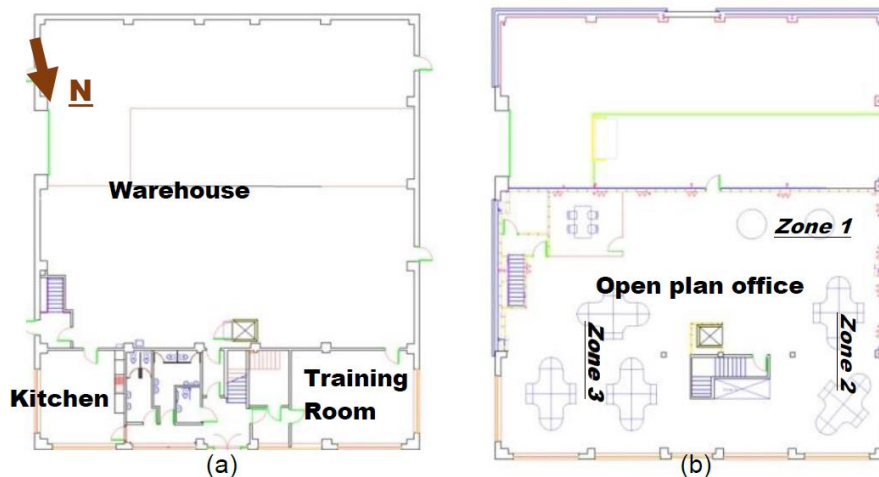 N
Warehouse
Kitchen
Training
Room
(a)
Zone 1
Open plan office
Zone 3
Zone 2
(b)